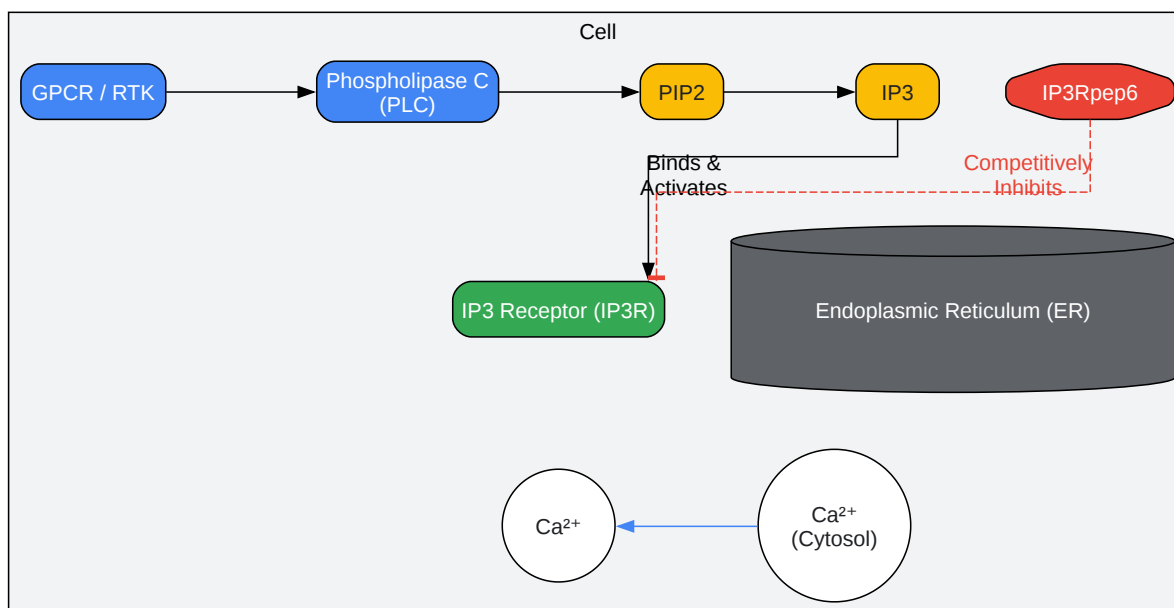 Cell
GPCR / RTK
Phospholipase C
(PLC)
PIP2
IP3
IP3Rpep6
Binds &
Activates
Competitively
Inhibits
IP3 Receptor (IP3R)
Endoplasmic Reticulum (ER)
Ca²⁺
Ca²⁺
(Cytosol)